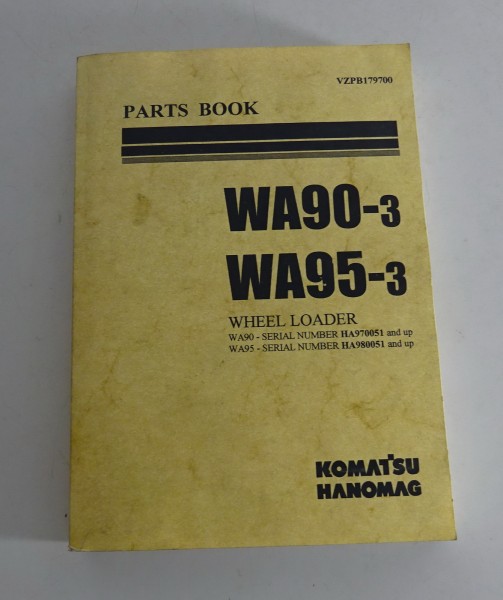 VZPB179700
PARTS BOOK
WA90-3
WA95-3
WHEEL LOADER
WA90 - SERIAL NUMBER HA970051 and up
WA95 - SERIAL NUMBER HA980051 and up
KOMATSU
HANOMAG